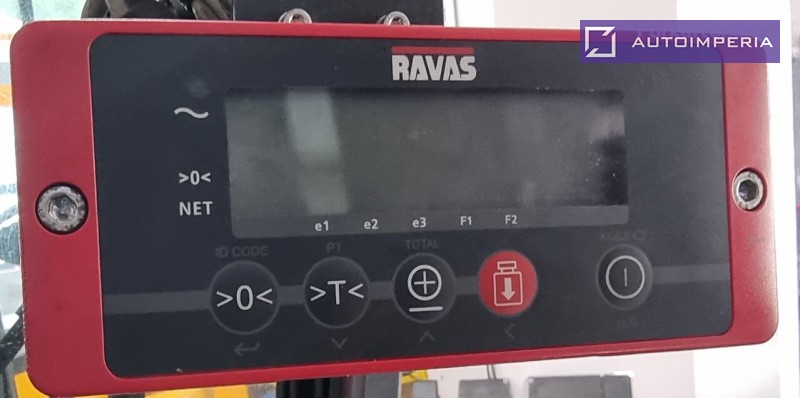 AUTOIMPERIA
RAVAS
~
>0<
NET
e1 e2 e3 F1 F2
ID CODE PT TOTAL
>0< >T<